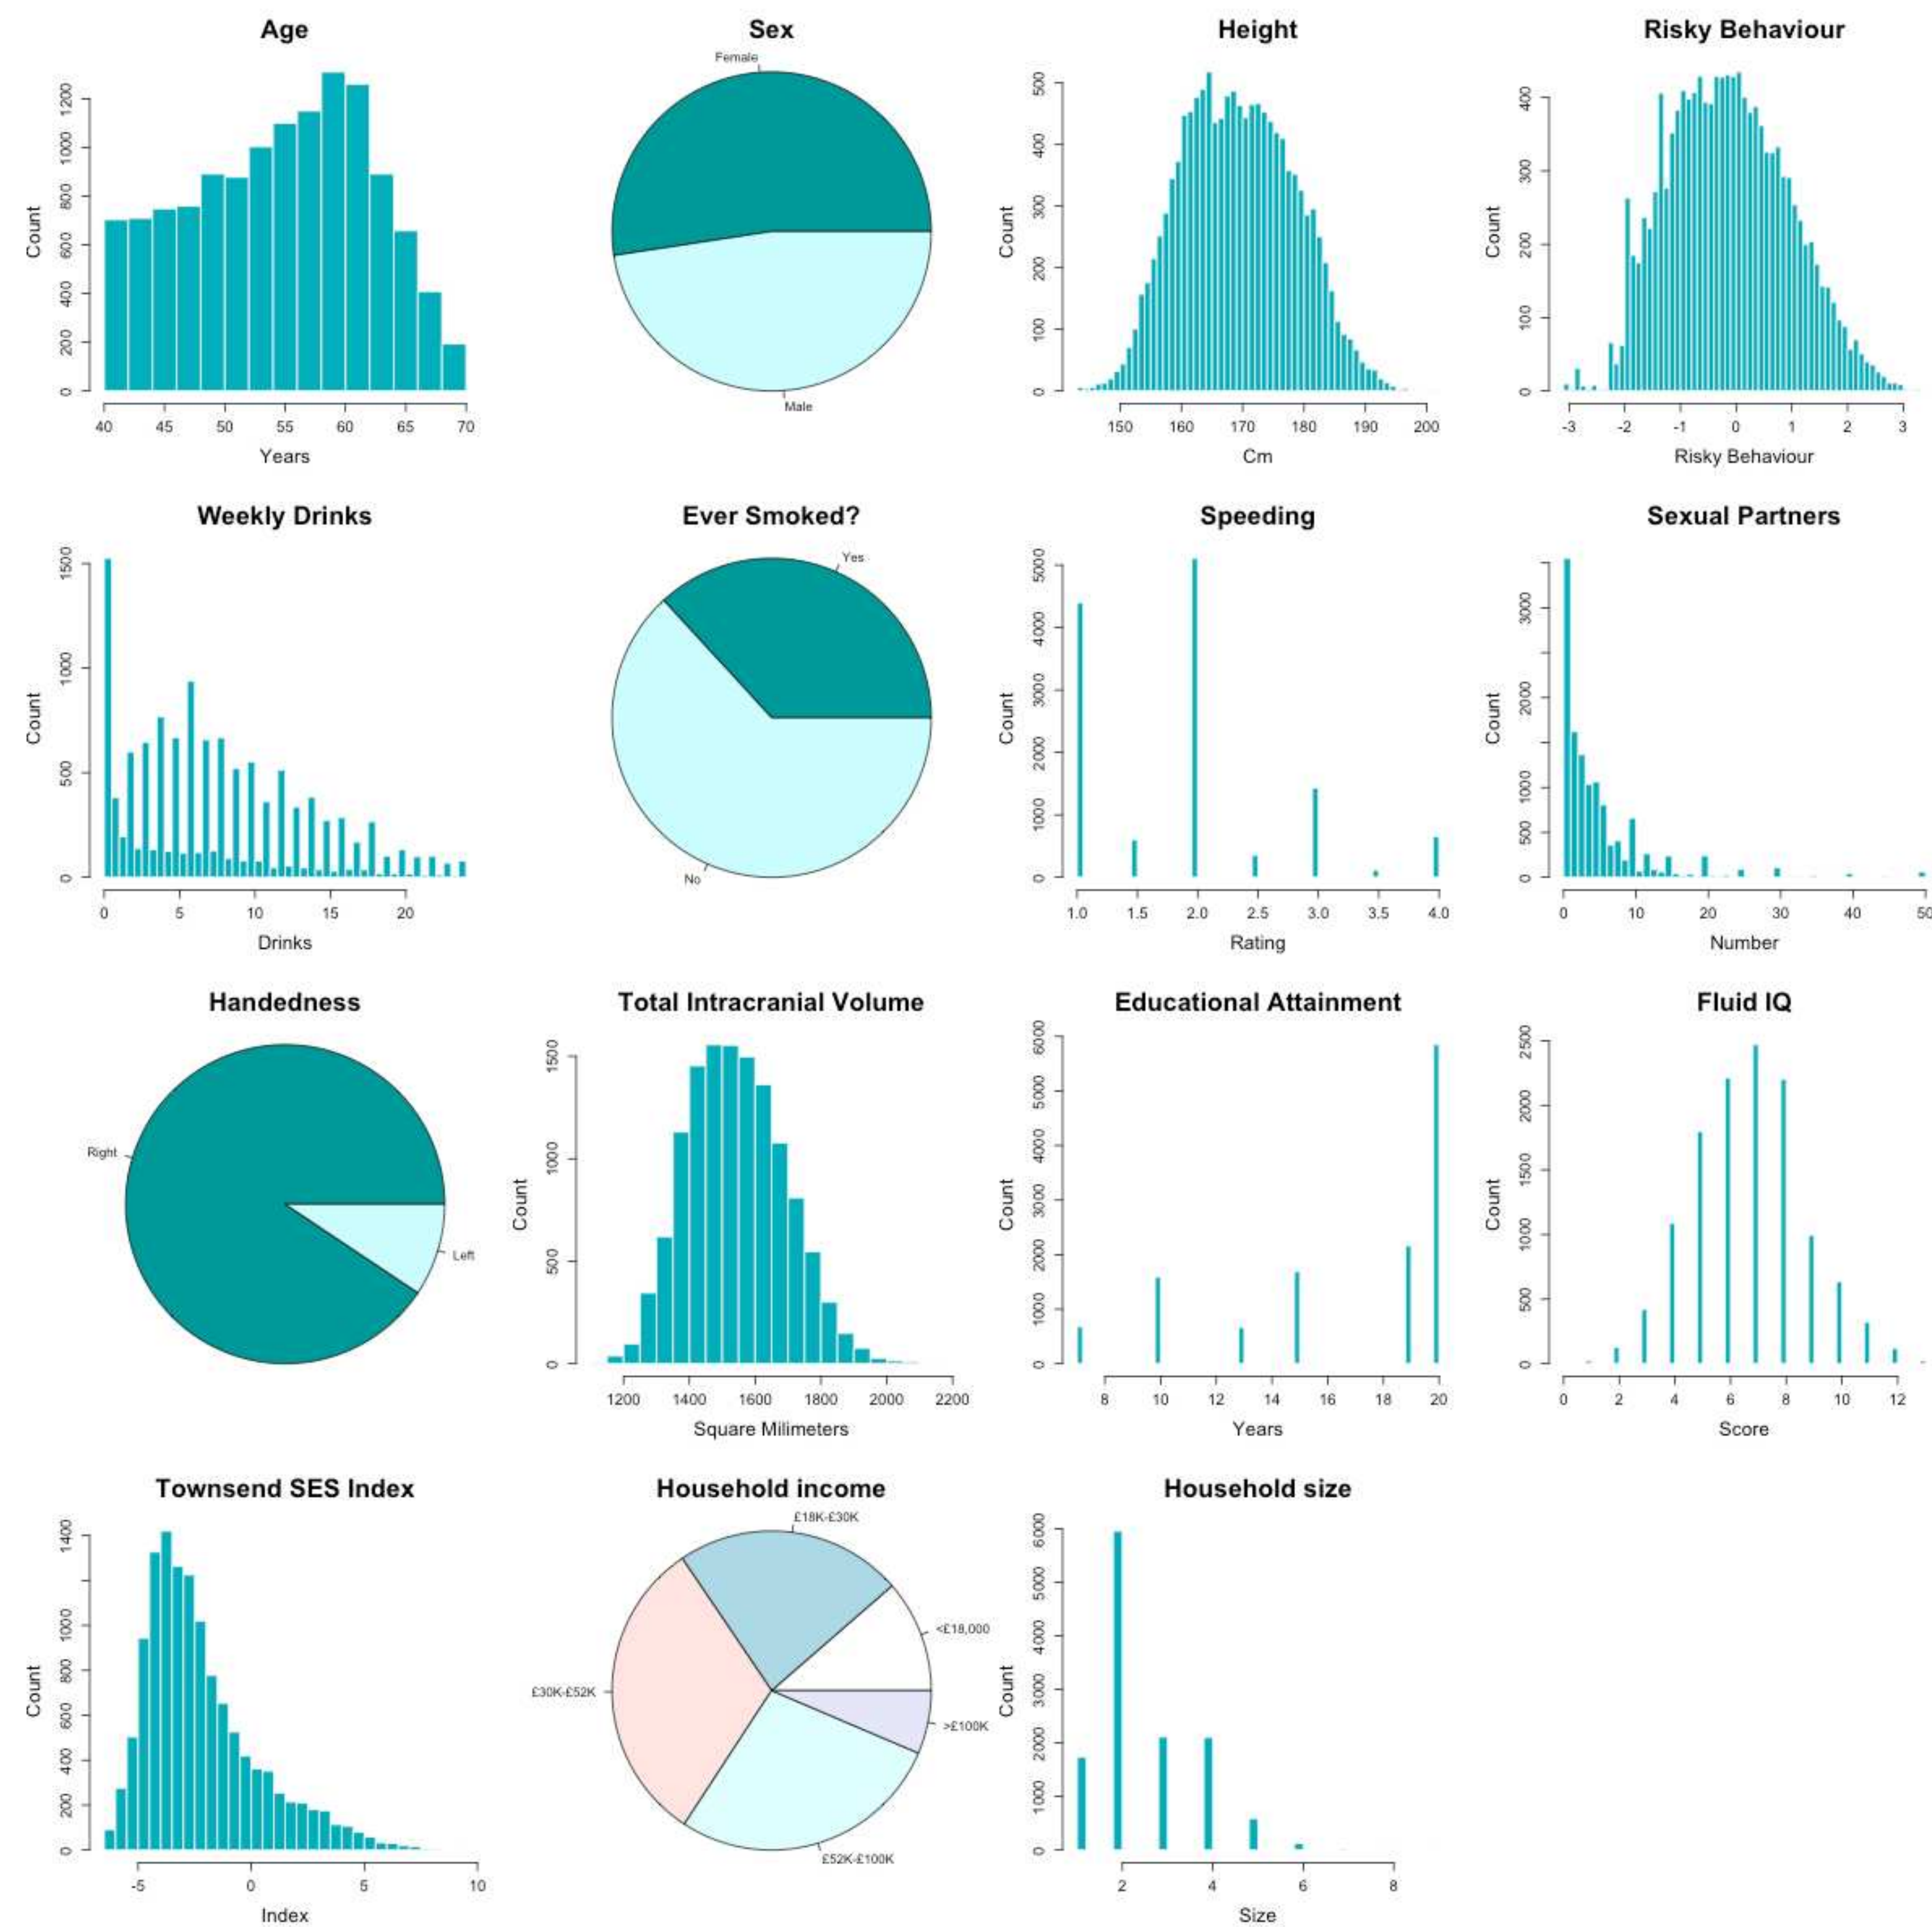 Age
Count
0 200 400 600 800 1000 1200
40 45 50 55 60 65 70
Years
Sex
Female
Male
Height
Count
0 100 200 300 400 500
150 160 170 180 190 200
Cm
Risky Behaviour
Count
0 100 200 300 400
-3 -2 -1 0 1 2 3
Risky Behaviour
Weekly Drinks
Count
0 500 1000 1500
0 5 10 15 20
Drinks
Ever Smoked?
Yes
No
Speeding
Count
0 1000 2000 3000 4000 5000
1.0 1.5 2.0 2.5 3.0 3.5 4.0
Rating
Sexual Partners
Count
0 500 1000 2000 3000
0 10 20 30 40 50
Number
Handedness
Right
Left
Total Intracranial Volume
Count
0 500 1000 1500
1200 1400 1600 1800 2000 2200
Square Milimeters
Educational Attainment
Count
0 1000 2000 3000 4000 5000 6000
8 10 12 14 16 18 20
Years
Fluid IQ
Count
0 500 1000 1500 2000 2500
0 2 4 6 8 10 12
Score
Townsend SES Index
Count
0 200 400 600 800 1000 1400
-5 0 5 10
Index
Household income
£18K-£30K
<£18,000
£30K-£52K
>£100K
£52K-£100K
Household size
Count
0 1000 2000 3000 4000 5000 6000
2 4 6 8
Size